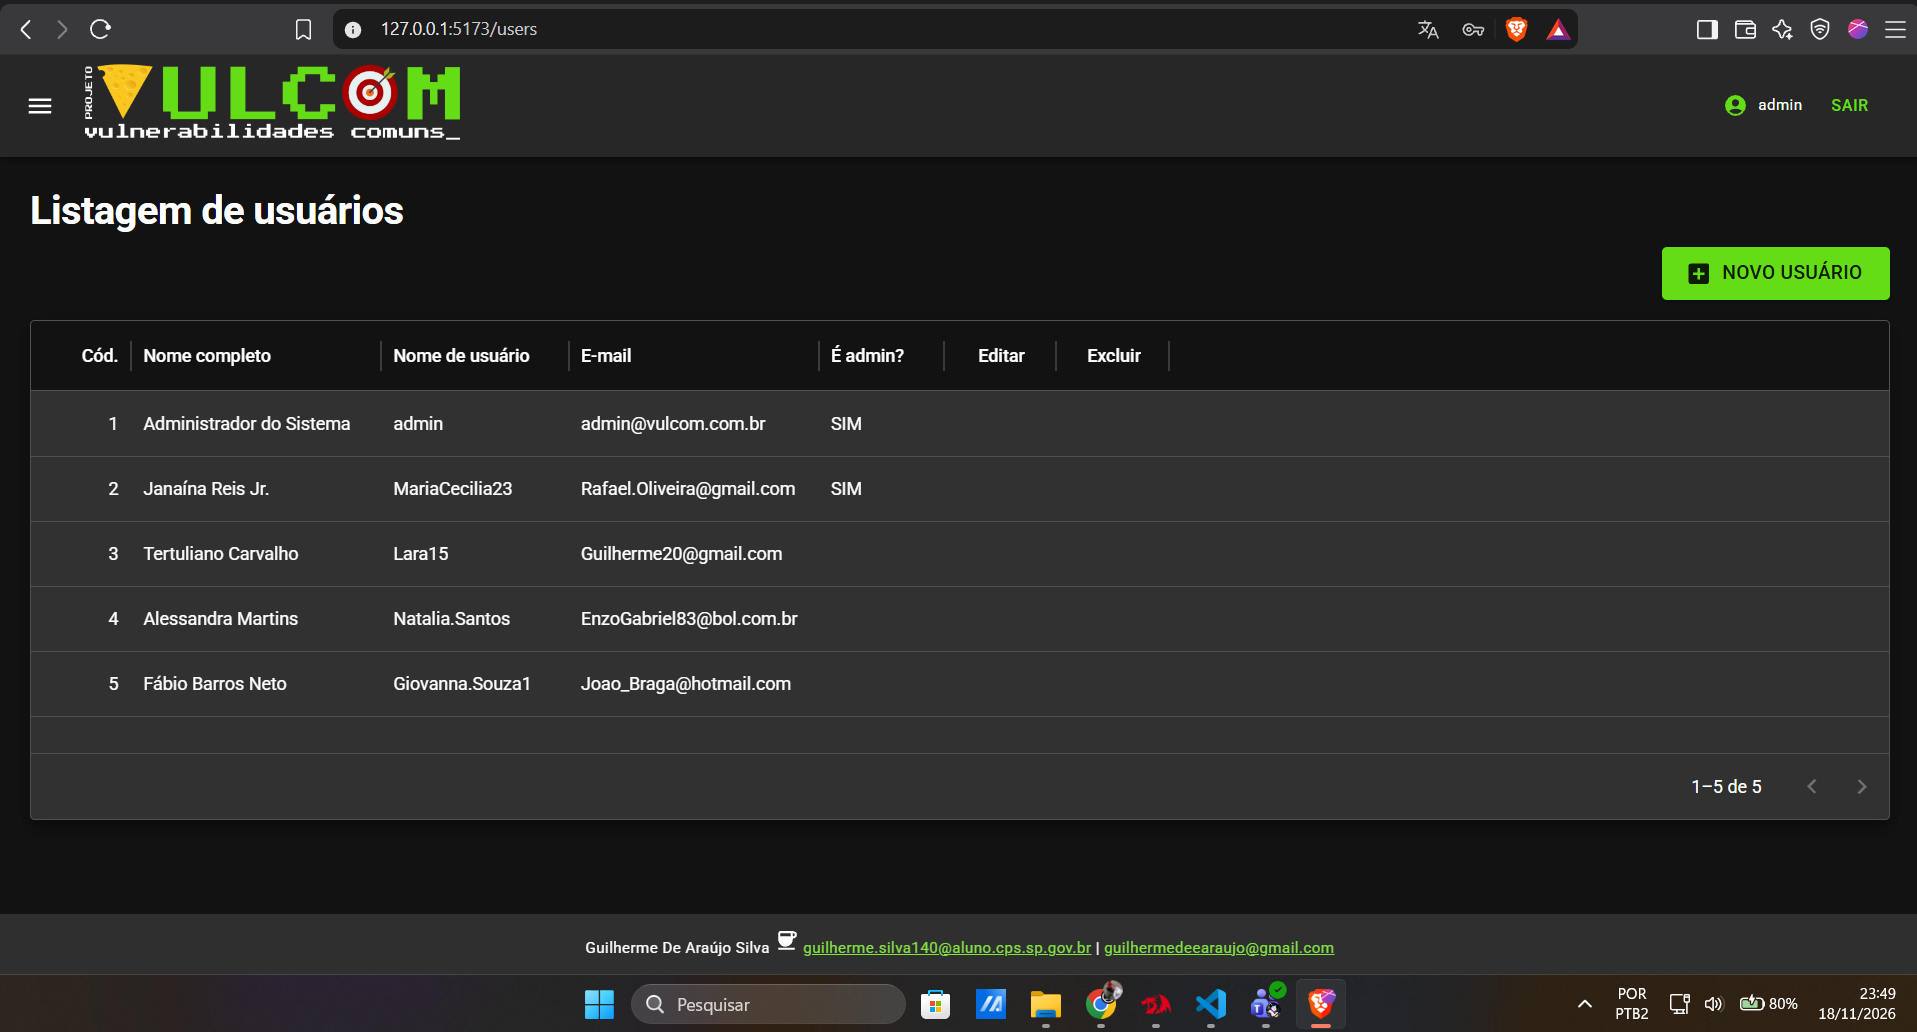 127.0.0.1:5173/users
PROJETO
VULCOM
vulnerabilidades comuns_
admin
SAIR
Listagem de usuários
NOVO USUÁRIO
Cód. Nome completo Nome de usuário E-mail É admin? Editar Excluir
1 Administrador do Sistema admin admin@vulcom.com.br SIM
2 Janaína Reis Jr. MariaCecilia23 Rafael.Oliveira@gmail.com SIM
3 Tertuliano Carvalho Lara15 Guilherme20@gmail.com
4 Alessandra Martins Natalia.Santos EnzoGabriel83@bol.com.br
5 Fábio Barros Neto Giovanna.Souza1 Joao_Braga@hotmail.com
1–5 de 5
Guilherme De Araújo Silva guilherme.silva140@aluno.cps.sp.gov.br | guilhermedeearaujo@gmail.com
Pesquisar
POR
PTB2
80%
23:49
18/11/2026